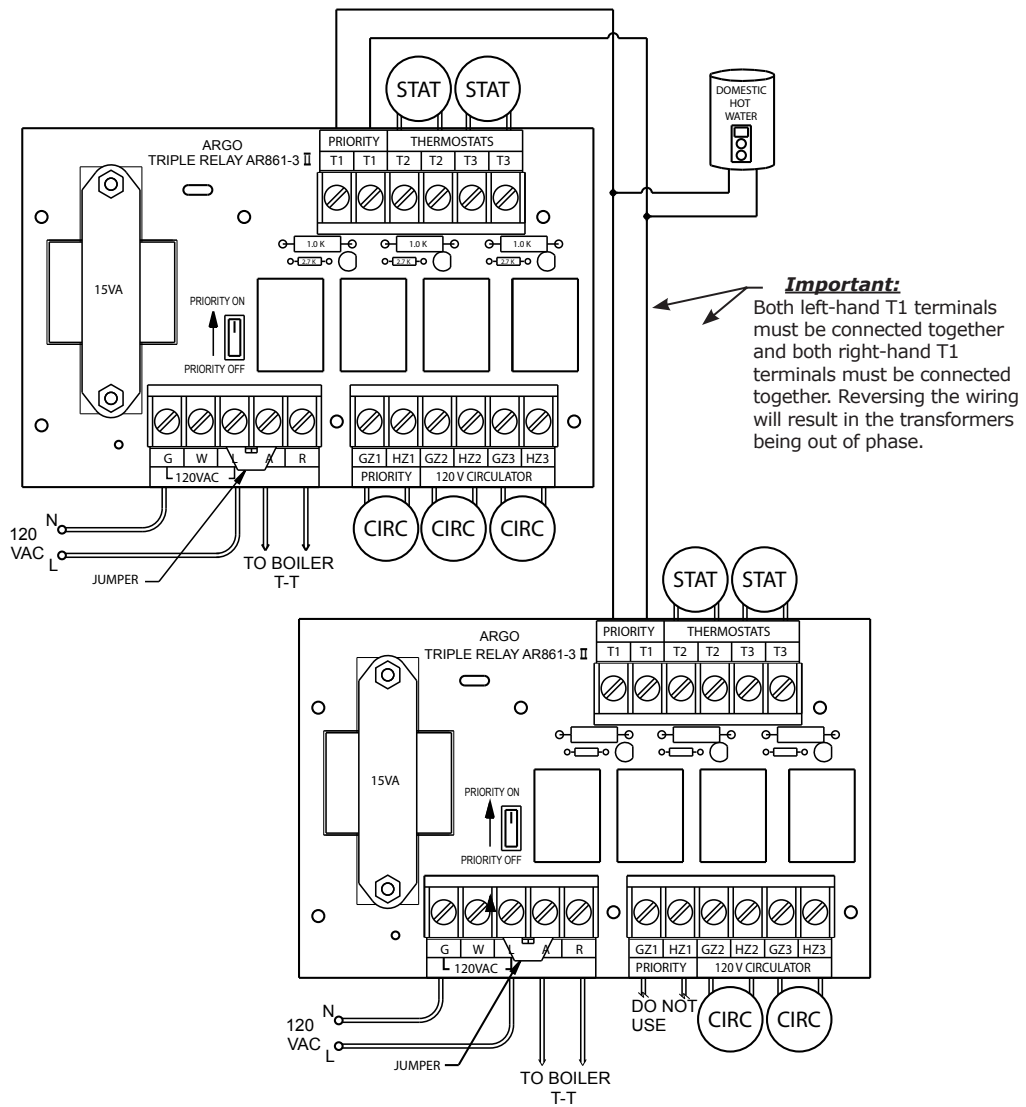 STAT STAT
DOMESTIC
HOT
WATER
ARGO
TRIPLE RELAY AR861-3 II
PRIORITY THERMOSTATS
T1 T1 T2 T2 T3 T3
1.0 K 1.0 K 1.0 K
2.7 K 2.7 K 2.7 K
15VA
PRIORITY ON
PRIORITY OFF
Important:
Both left-hand T1 terminals
must be connected together
and both right-hand T1
terminals must be connected
together. Reversing the wiring
will result in the transformers
being out of phase.
G W L A R
120VAC
GZ1 HZ1 GZ2 HZ2 GZ3 HZ3
PRIORITY 120 V CIRCULATOR
CIRC CIRC CIRC
120
VAC
N
L
JUMPER
TO BOILER
T-T
STAT STAT
ARGO
TRIPLE RELAY AR861-3 II
PRIORITY THERMOSTATS
T1 T1 T2 T2 T3 T3
15VA
PRIORITY ON
PRIORITY OFF
G W L A R
120VAC
GZ1 HZ1 GZ2 HZ2 GZ3 HZ3
PRIORITY 120 V CIRCULATOR
DO NOT
USE
CIRC CIRC
120
VAC
N
L
JUMPER
TO BOILER
T-T